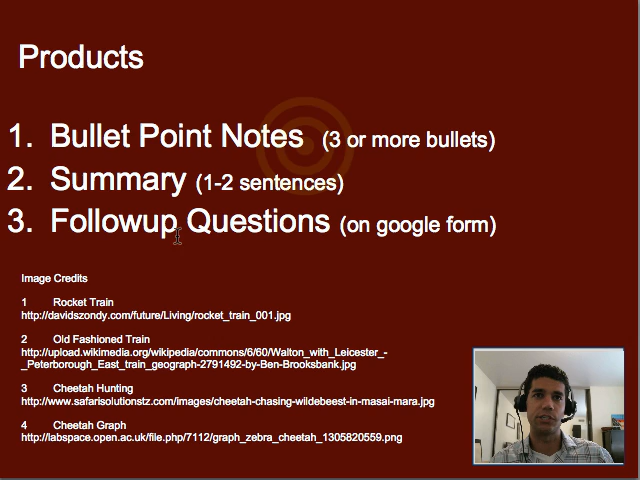 Products
1. Bullet Point Notes (3 or more bullets)
2. Summary (1-2 sentences)
3. Followup Questions (on google form)
Image Credits
1 Rocket Train
http://davidszondy.com/future/Living/rocket_train_001.jpg
2 Old Fashioned Train
http://upload.wikimedia.org/wikipedia/commons/6/60/Walton_with_Leicester_-
_Peterborough_East_train_geograph-2791492-by-Ben-Brooksbank.jpg
3 Cheetah Hunting
http://www.safarisolutionstz.com/images/cheetah-chasing-wildebeest-in-masai-mara.jpg
4 Cheetah Graph
http://labspace.open.ac.uk/file.php/7112/graph_zebra_cheetah_1305820559.png